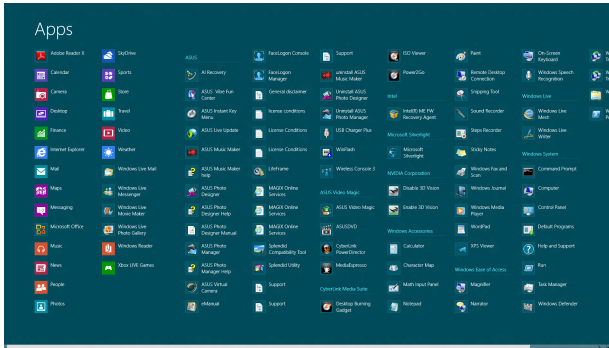 Apps
Adobe Reader X
Calendar
Camera
Desktop
Finance
Internet Explorer
Mail
Maps
Messaging
Microsoft Office
Music
News
People
Photos
SkyDrive
Sports
Store
Travel
Video
Weather
Windows Live Mail
Windows Live
Messenger
Windows Live
Movie Maker
Windows Live
Photo Gallery
Windows Reader
Xbox LIVE Games
ASUS
AI Recovery
ASUS Vibe Fun
Center
ASUS Instant Key
Menu
ASUS Live Update
ASUS Music Maker
ASUS Music Maker
help
ASUS Photo
Designer
ASUS Photo
Designer Help
ASUS Photo
Designer Manual
ASUS Photo
Manager
ASUS Photo
Manager Help
ASUS Virtual
Camera
eManual
FaceLogon Console
FaceLogon
Manager
General disclaimer
license conditions
License Conditions
License Conditions
LifeFrame
MAGIX Online
Services
MAGIX Online
Services
MAGIX Online
Services
Splendid
Compatibility Tool
Splendid Utility
Support
Support
Support
uninstall ASUS
Music Maker
Uninstall ASUS
Photo Designer
Uninstall ASUS
Photo Manager
USB Charger Plus
WinFlash
Wireless Console 3
ASUS Video Magic
ASUS Video Magic
ASUSDVD
CyberLink
PowerDirector
MediaEspresso
CyberLink Media Suite
Desktop Burning
Gadget
ISO Viewer
Power2Go
Intel
Intel(R) ME FW
Recovery Agent
Microsoft Silverlight
Microsoft
Silverlight
NVIDIA Corporation
Disable 3D Vision
Enable 3D Vision
Windows Accessories
Calculator
Character Map
Math Input Panel
Notepad
Paint
Remote Desktop
Connection
Snipping Tool
Sound Recorder
Steps Recorder
Sticky Notes
Windows Fax and
Scan
Windows Journal
Windows Media
Player
WordPad
XPS Viewer
Windows Ease of Access
Magnifier
Narrator
On-Screen
Keyboard
Windows Speech
Recognition
Windows Live
Windows Live
Mesh
Windows Live
Writer
Windows System
Command Prompt
Computer
Control Panel
Default Programs
Help and Support
Run
Task Manager
Windows Defender